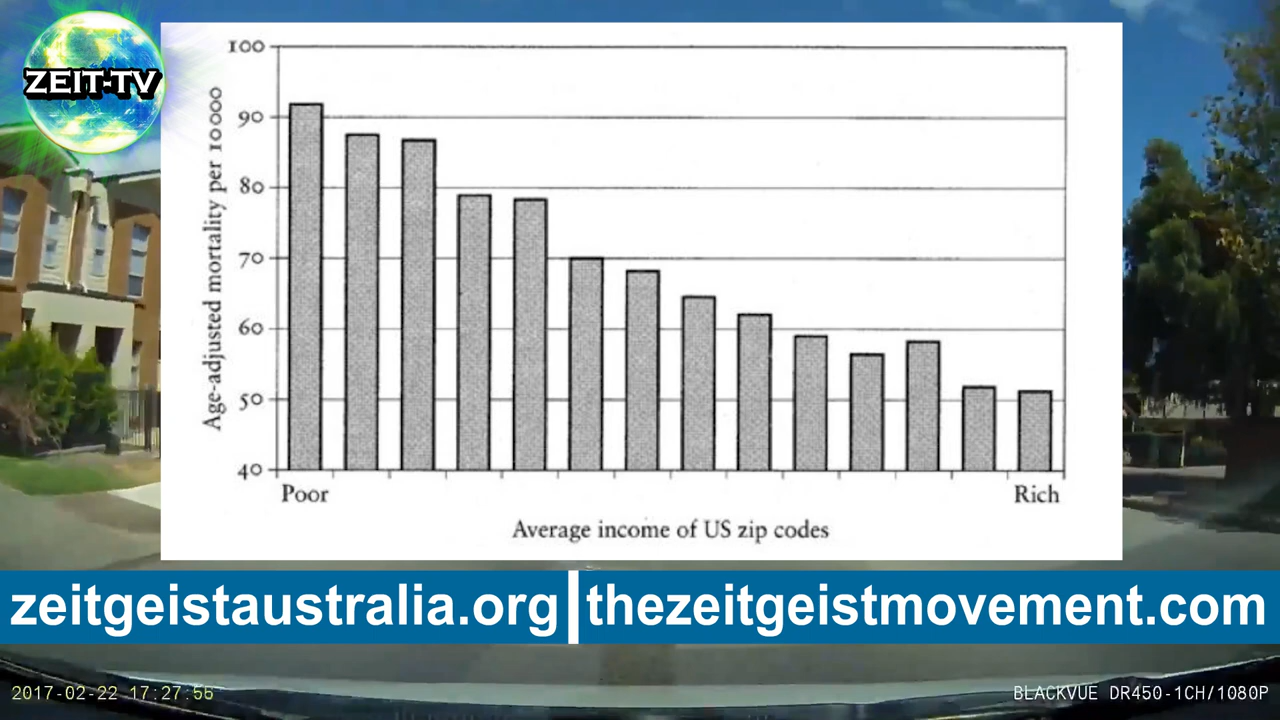 ZEIT-TV
Age-adjusted mortality per 10000
100
90
80
70
60
50
40
Poor
Rich
Average income of US zip codes
zeitgeistaustralia.org|thezeitgeistmovement.com
2017-02-22 17:27:56
BLACKVUE DR450-1CH/1080P